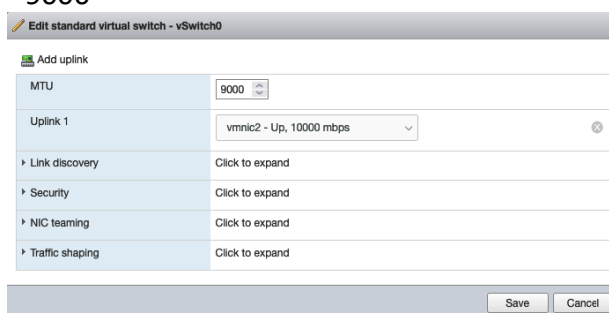 9000
Edit standard virtual switch - vSwitch0
Add uplink
MTU 9000
Uplink 1 vmnic2 - Up, 10000 mbps
Link discovery Click to expand
Security Click to expand
NIC teaming Click to expand
Traffic shaping Click to expand
Save Cancel